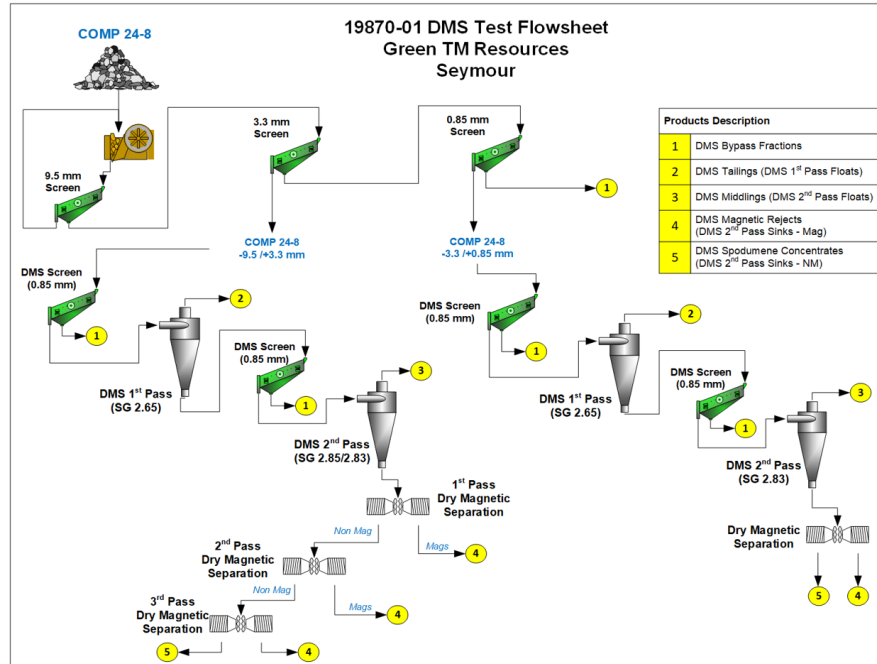 19870-01 DMS Test Flowsheet
Green TM Resources
Seymour
COMP 24-8
3.3 mm
Screen
0.85 mm
Screen
9.5 mm
Screen
1
Products Description
1 DMS Bypass Fractions
2 DMS Tailings (DMS 1st Pass Floats)
3 DMS Middlings (DMS 2nd Pass Floats)
4 DMS Magnetic Rejects
(DMS 2nd Pass Sinks - Mag)
5 DMS Spodumene Concentrates
(DMS 2nd Pass Sinks - NM)
COMP 24-8
-9.5 /+3.3 mm
COMP 24-8
-3.3 /+0.85 mm
DMS Screen
(0.85 mm)
1
2
DMS 1st Pass
(SG 2.65)
DMS Screen
(0.85 mm)
1
3
DMS 2nd Pass
(SG 2.85/2.83)
1st Pass
Dry Magnetic
Separation
Non Mag
Mags
4
2nd Pass
Dry Magnetic
Separation
Non Mag
Mags
4
3rd Pass
Dry Magnetic
Separation
5
4
DMS Screen
(0.85 mm)
1
2
DMS 1st Pass
(SG 2.65)
DMS Screen
(0.85 mm)
1
3
DMS 2nd Pass
(SG 2.83)
Dry Magnetic
Separation
5
4